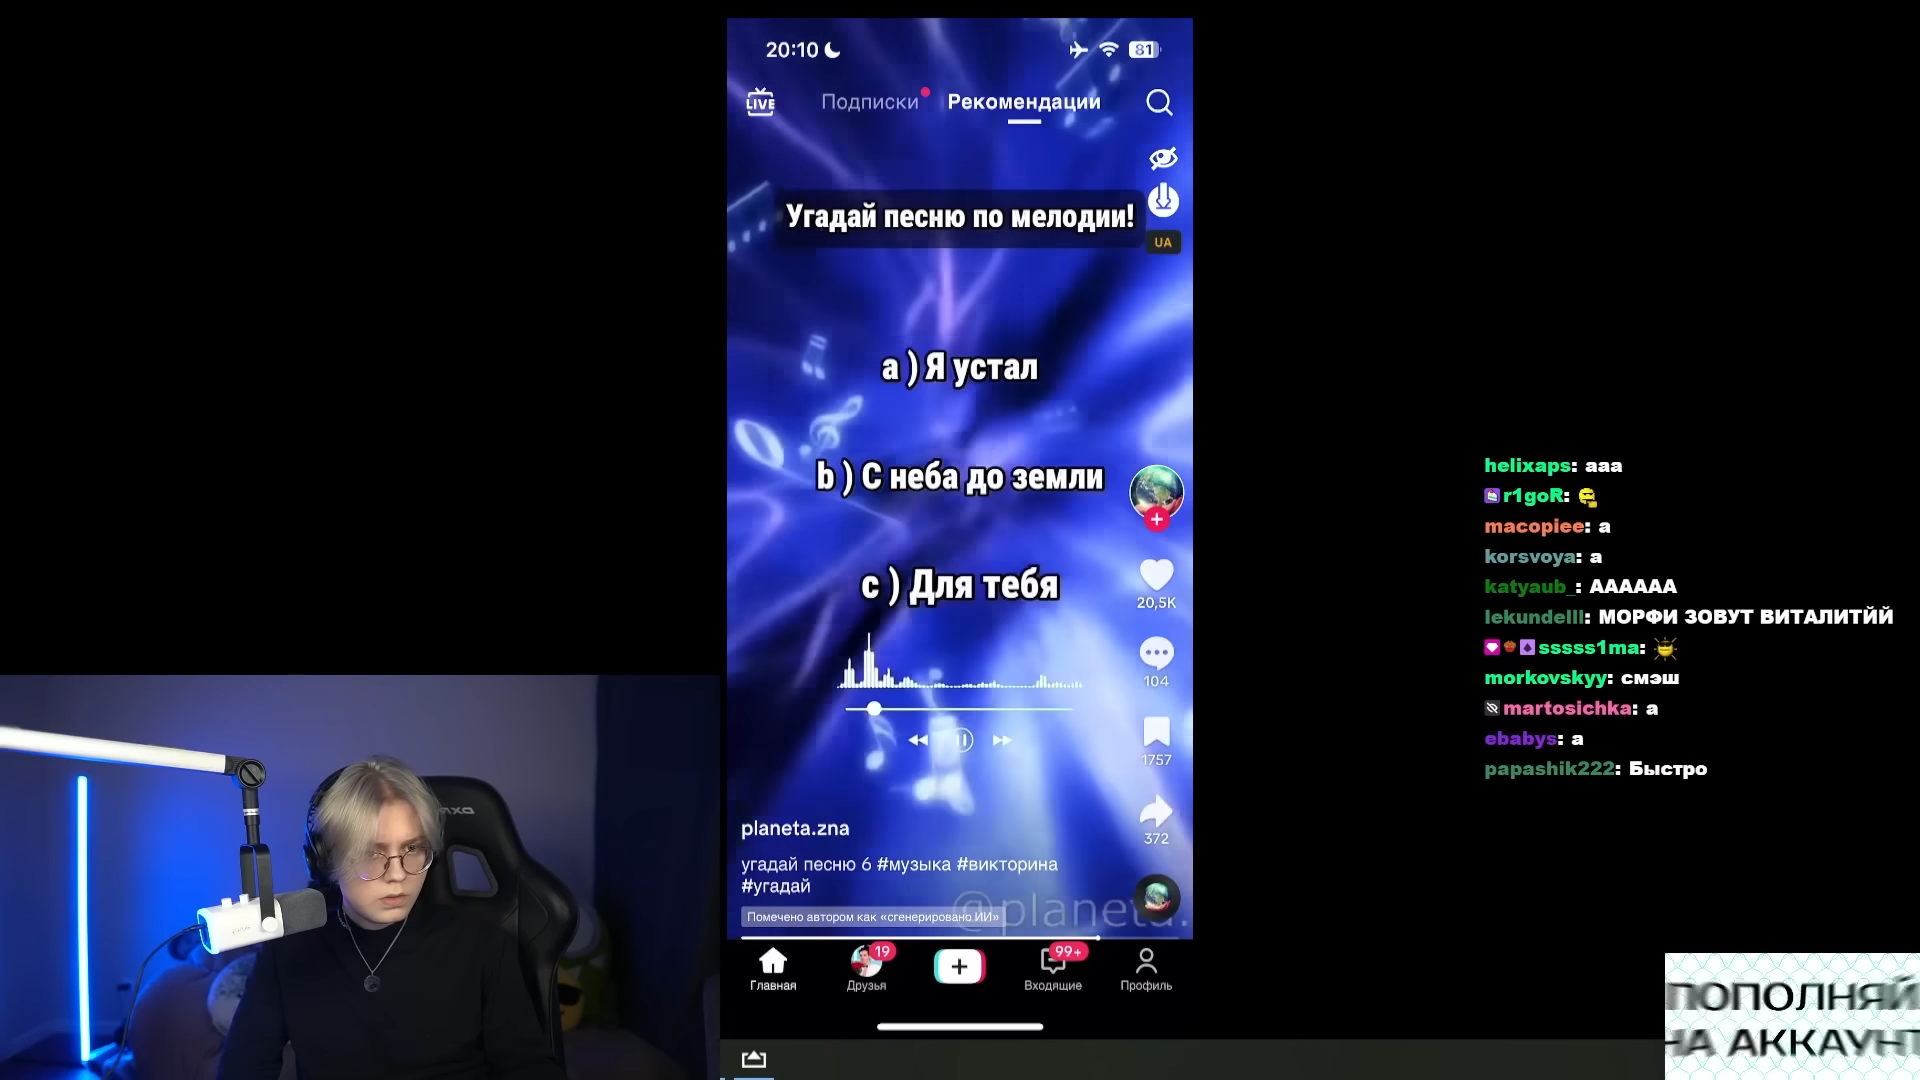 20:10
81
LIVE
Подписки
Рекомендации
Угадай песню по мелодии!
UA
a ) Я устал
b ) С неба до земли
c ) Для тебя
20,5K
104
1757
372
planeta.zna
угадай песню 6 #музыка #викторина
#угадай
Помечено автором как «сгенерировано ИИ»
@planeta.
19
99+
Главная
Друзья
Входящие
Профиль
helixaps: aaa
r1goR:
macopiee: a
korsvoya: a
katyaub_: АААААА
lekundelll: МОРФИ ЗОВУТ ВИТАЛИТЙЙ
sssss1ma:
morkovskyy: смэш
martosichka: a
ebabys: a
papashik222: Быстро
ПОПОЛНЯЙ
НА АККАУНТ